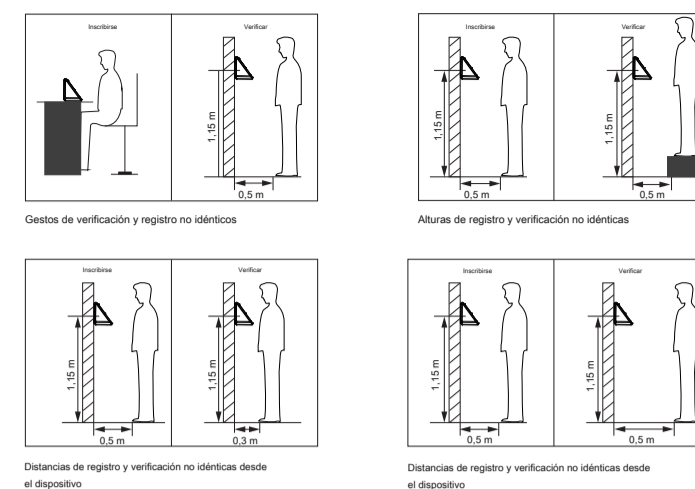 Inscribirse
Verificar
1,15 m
0,5 m
Gestos de verificación y registro no idénticos
Inscribirse
Verificar
1,15 m
0,5 m
1,15 m
0,5 m
Alturas de registro y verificación no idénticas
Inscribirse
Verificar
1,15 m
0,5 m
1,15 m
0,3 m
Distancias de registro y verificación no idénticas desde
el dispositivo
Inscribirse
Verificar
1,15 m
0,5 m
1,15 m
0,5 m
Distancias de registro y verificación no idénticas desde
el dispositivo